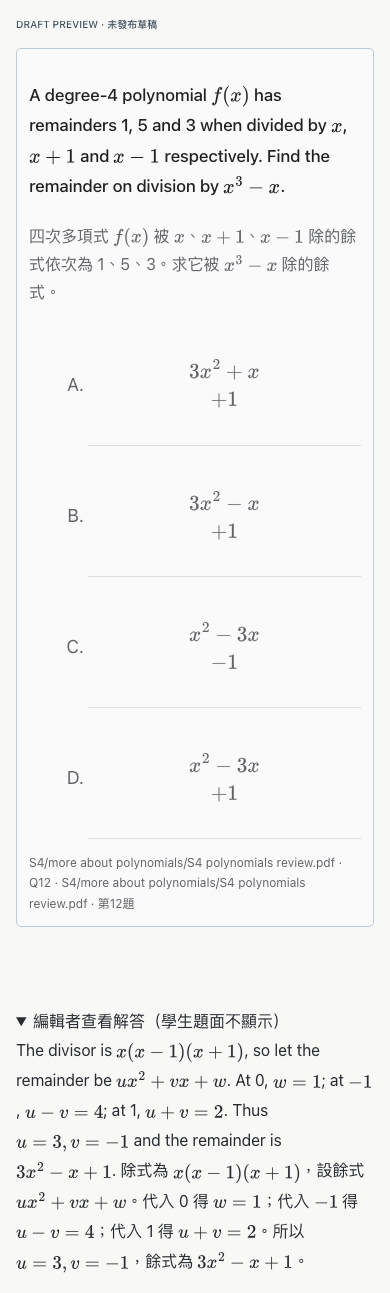 DRAFT PREVIEW · 未發布草稿
A degree-4 polynomial f(x) has
remainders 1, 5 and 3 when divided by x,
x + 1 and x − 1 respectively. Find the
remainder on division by x³ − x.
四次多項式 f(x) 被 x、x + 1、x − 1 除的餘
式依次為 1、5、3。求它被 x³ − x 除的餘
式。
A. 3x² + x
+1
B. 3x² − x
+1
C. x² − 3x
−1
D. x² − 3x
+1
S4/more about polynomials/S4 polynomials review.pdf ·
Q12 · S4/more about polynomials/S4 polynomials
review.pdf · 第12題
▼ 編輯者查看解答（學生題面不顯示）
The divisor is x(x − 1)(x + 1), so let the
remainder be ux² + vx + w. At 0, w = 1; at −1
, u − v = 4; at 1, u + v = 2. Thus
u = 3, v = −1 and the remainder is
3x² − x + 1. 除式為 x(x − 1)(x + 1)，設餘式
ux² + vx + w。代入 0 得 w = 1；代入 −1 得
u − v = 4；代入 1 得 u + v = 2。所以
u = 3, v = −1，餘式為 3x² − x + 1。